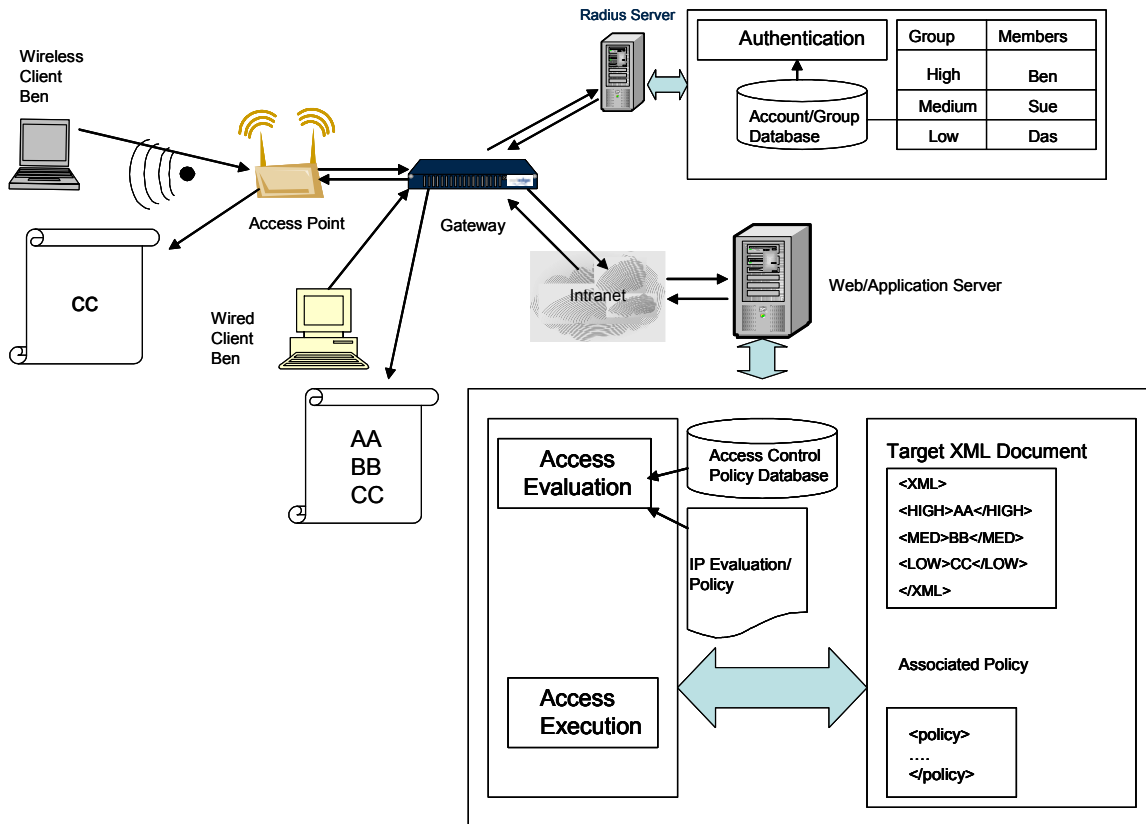 Radius Server
Wireless
Client
Ben
Authentication
Account/Group
Database
Group Members
High Ben
Medium Sue
Low Das
Access Point
Gateway
CC
Wired
Client
Ben
Intranet
Web/Application Server
AA
BB
CC
Access
Evaluation
Access Control
Policy Database
IP Evaluation/
Policy
Access
Execution
Target XML Document
<XML>
<HIGH>AA</HIGH>
<MED>BB</MED>
<LOW>CC</LOW>
</XML>
Associated Policy
<policy>
....
</policy>